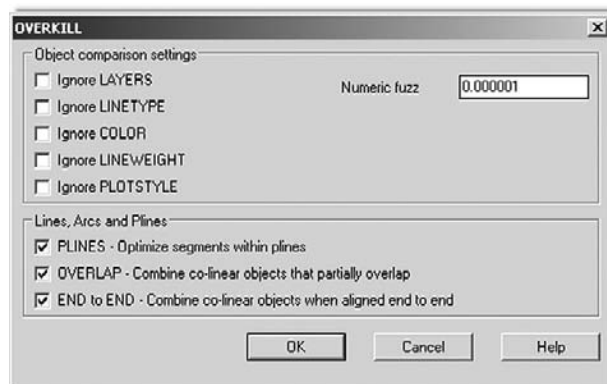 OVERKILL
Object comparison settings
Ignore LAYERS
Numeric fuzz 0.000001
Ignore LINETYPE
Ignore COLOR
Ignore LINEWEIGHT
Ignore PLOTSTYLE
Lines, Arcs and Plines
PLINES - Optimize segments within plines
OVERLAP - Combine co-linear objects that partially overlap
END to END - Combine co-linear objects when aligned end to end
OK Cancel Help